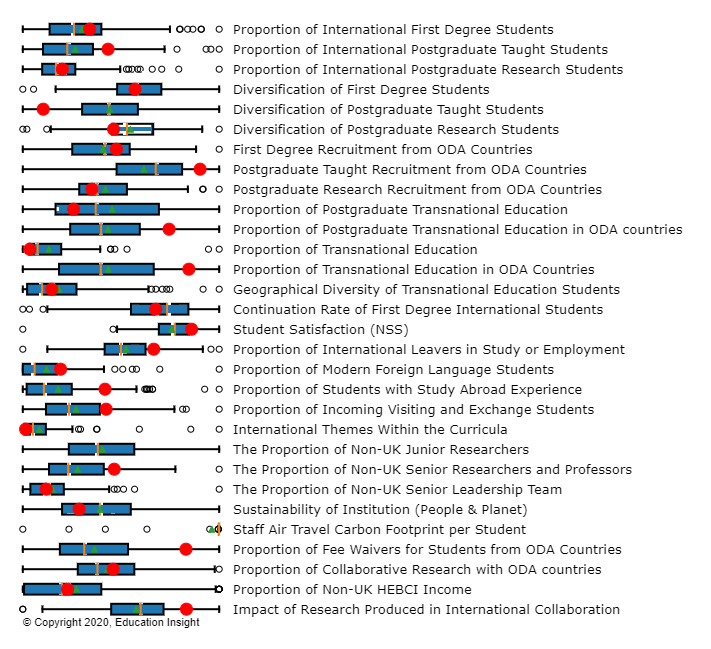 Proportion of International First Degree Students
Proportion of International Postgraduate Taught Students
Proportion of International Postgraduate Research Students
Diversification of First Degree Students
Diversification of Postgraduate Taught Students
Diversification of Postgraduate Research Students
First Degree Recruitment from ODA Countries
Postgraduate Taught Recruitment from ODA Countries
Postgraduate Research Recruitment from ODA Countries
Proportion of Postgraduate Transnational Education
Proportion of Postgraduate Transnational Education in ODA countries
Proportion of Transnational Education
Proportion of Transnational Education in ODA Countries
Geographical Diversity of Transnational Education Students
Continuation Rate of First Degree International Students
Student Satisfaction (NSS)
Proportion of International Leavers in Study or Employment
Proportion of Modern Foreign Language Students
Proportion of Students with Study Abroad Experience
Proportion of Incoming Visiting and Exchange Students
International Themes Within the Curricula
The Proportion of Non-UK Junior Researchers
The Proportion of Non-UK Senior Researchers and Professors
The Proportion of Non-UK Senior Leadership Team
Sustainability of Institution (People & Planet)
Staff Air Travel Carbon Footprint per Student
Proportion of Fee Waivers for Students from ODA Countries
Proportion of Collaborative Research with ODA countries
Proportion of Non-UK HEBCI Income
Impact of Research Produced in International Collaboration
© Copyright 2020, Education Insight